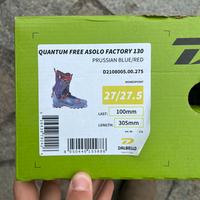 QUANTUM FREE ASOLO FACTORY 130
PRUSSIAN BLUE/RED
D2108005.00.275
MONDOPOINT
27/27.5
LAST: 100mm
LENGTH: 305mm
DALBELLO